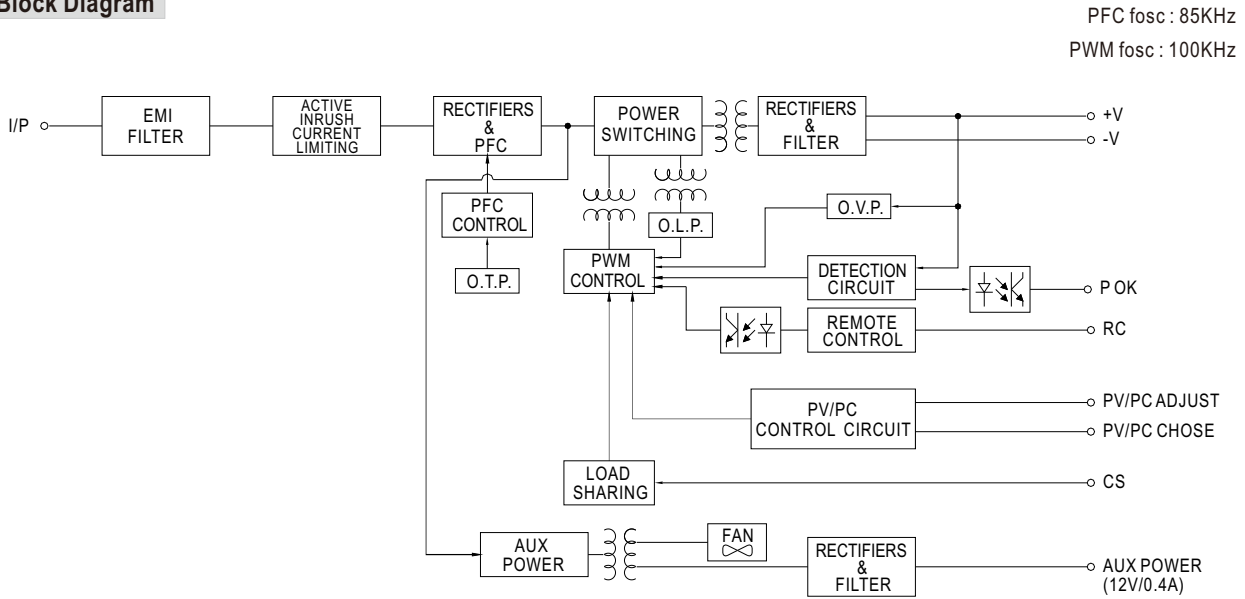 Block Diagram
PFC fosc : 85KHz
PWM fosc : 100KHz
I/P
EMI
FILTER
ACTIVE
INRUSH
CURRENT
LIMITING
RECTIFIERS
&
PFC
POWER
SWITCHING
RECTIFIERS
&
FILTER
+V
-V
PFC
CONTROL
O.L.P.
O.V.P.
O.T.P.
PWM
CONTROL
DETECTION
CIRCUIT
P OK
REMOTE
CONTROL
RC
PV/PC
CONTROL CIRCUIT
PV/PC ADJUST
PV/PC CHOSE
LOAD
SHARING
CS
AUX
POWER
FAN
RECTIFIERS
&
FILTER
AUX POWER
(12V/0.4A)